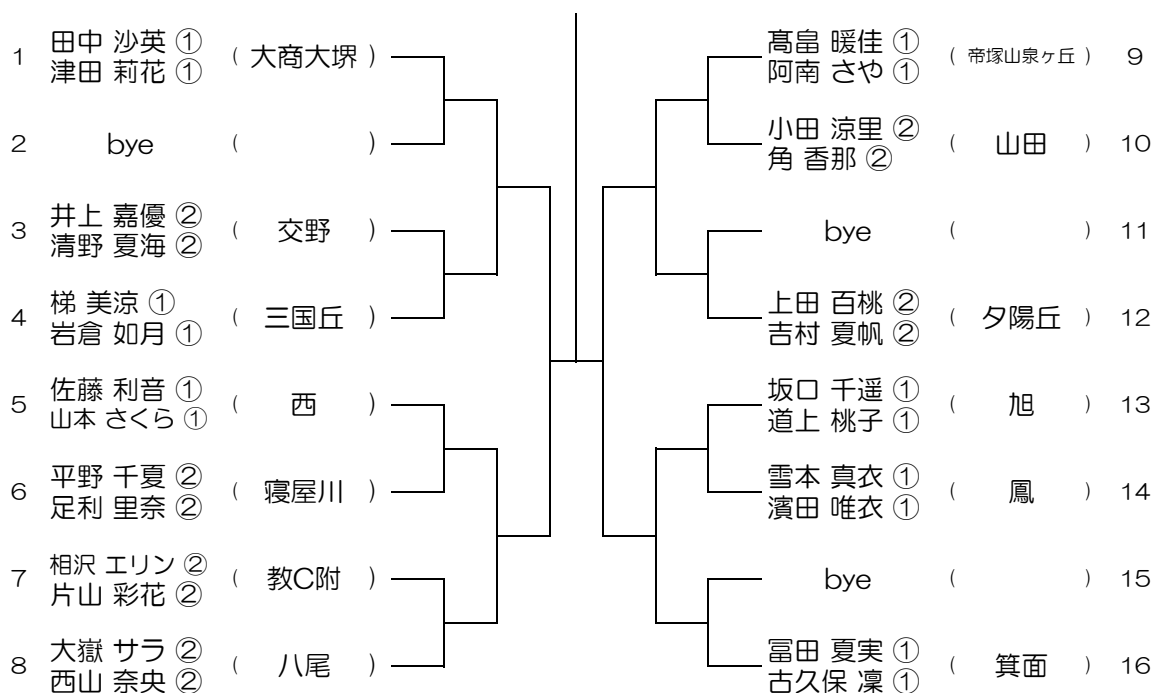 1 田中 沙英 ① ( 大商大堺 )
津田 莉花 ①
2 bye ( )
3 井上 嘉優 ② ( 交野 )
清野 夏海 ②
4 梯 美涼 ① ( 三国丘 )
岩倉 如月 ①
5 佐藤 利音 ① ( 西 )
山本 さくら ①
6 平野 千夏 ② ( 寝屋川 )
足利 里奈 ②
7 相沢 エリン ② ( 教C附 )
片山 彩花 ②
8 大嶽 サラ ② ( 八尾 )
西山 奈央 ②
髙畠 暖佳 ① ( 帝塚山泉ヶ丘 ) 9
阿南 さや ①
小田 涼里 ② ( 山田 ) 10
角 香那 ②
bye ( ) 11
上田 百桃 ② ( 夕陽丘 ) 12
吉村 夏帆 ②
坂口 千遥 ① ( 旭 ) 13
道上 桃子 ①
雪本 真衣 ① ( 鳳 ) 14
濱田 唯衣 ①
bye ( ) 15
冨田 夏実 ① ( 箕面 ) 16
古久保 凜 ①